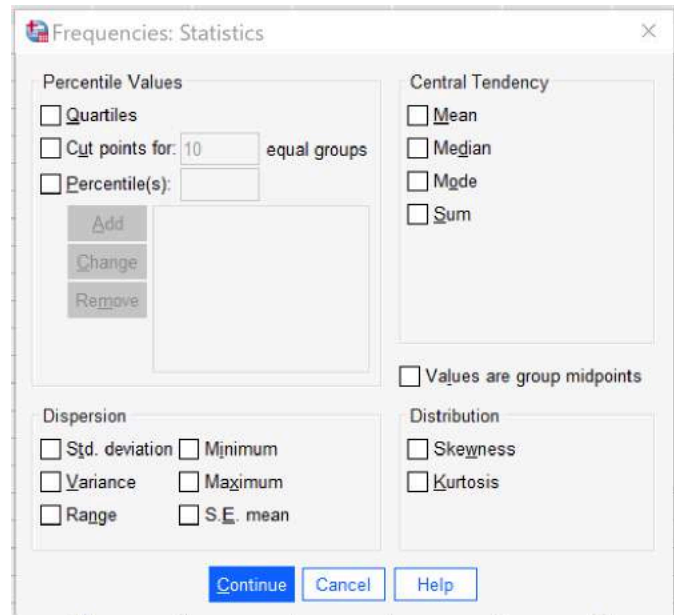 Frequencies: Statistics
Percentile Values
Quartiles
Cut points for: 10 equal groups
Percentile(s):
Add
Change
Remove
Central Tendency
Mean
Median
Mode
Sum
Values are group midpoints
Dispersion
Std. deviation Minimum
Variance Maximum
Range S.E. mean
Distribution
Skewness
Kurtosis
Continue Cancel Help